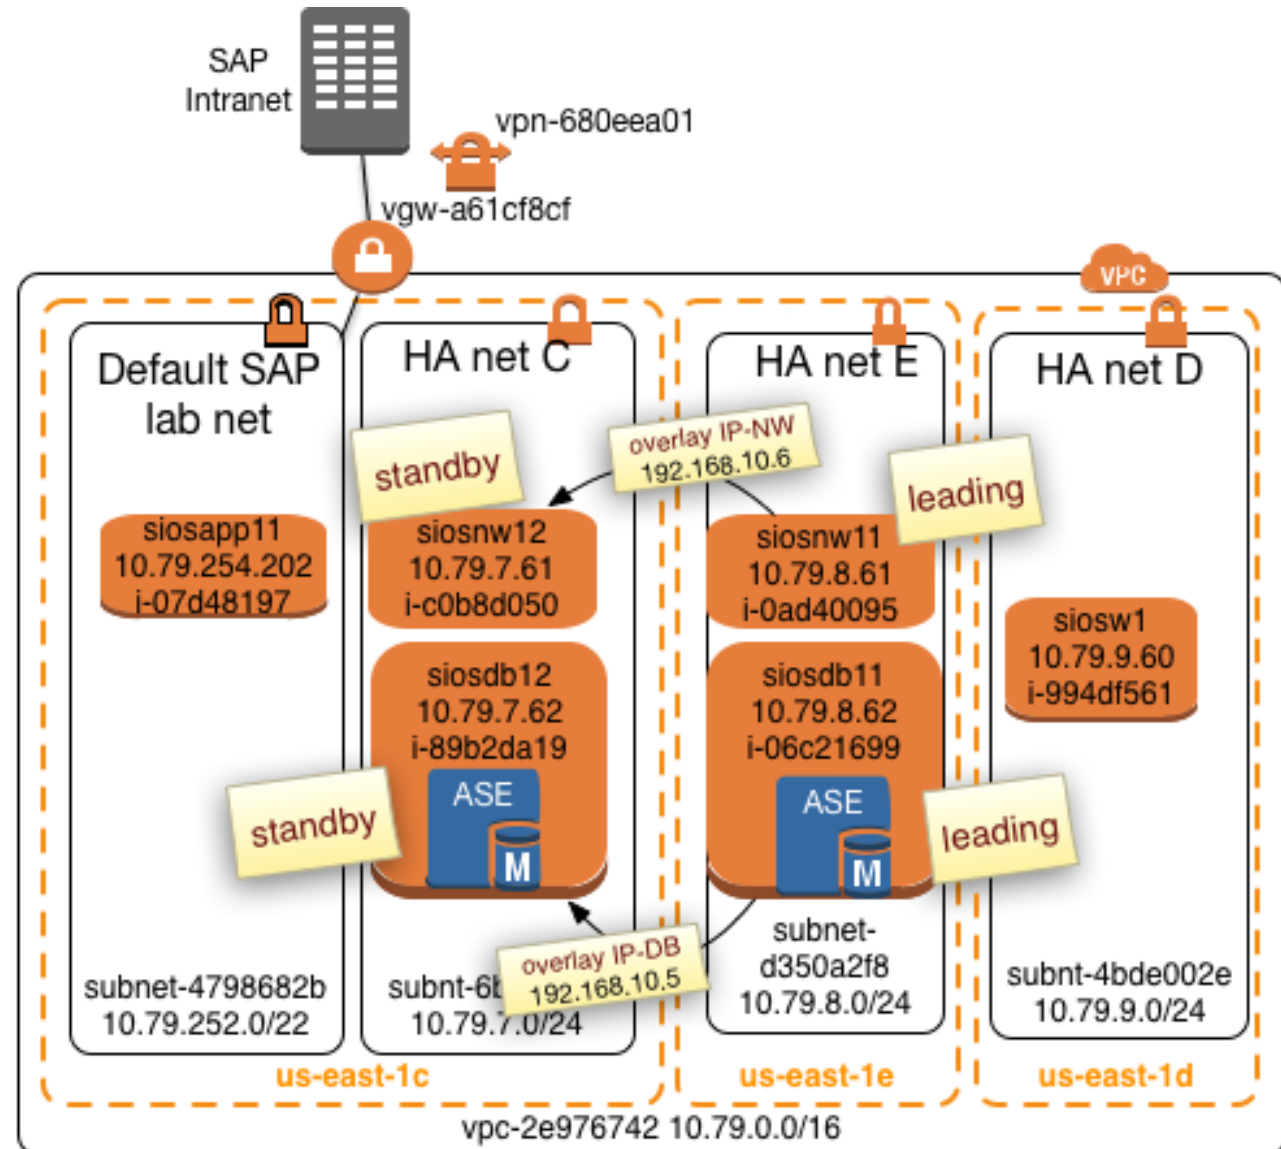 SAP
Intranet
vpn-680eea01
vgw-a61cf8cf
VPC
Default SAP
lab net
HA net C
HA net E
HA net D
standby
overlay IP-NW
192.168.10.6
leading
siosapp11
10.79.254.202
i-07d48197
siosnw12
10.79.7.61
i-c0b8d050
siosnw11
10.79.8.61
i-0ad40095
siosw1
10.79.9.60
i-994df561
siosdb12
10.79.7.62
i-89b2da19
ASE
M
siosdb11
10.79.8.62
i-06c21699
ASE
M
standby
leading
overlay IP-DB
192.168.10.5
subnet-4798682b
10.79.252.0/22
10.79.7.0/24
subnet-
d350a2f8
10.79.8.0/24
subnt-4bde002e
10.79.9.0/24
us-east-1c
us-east-1e
us-east-1d
vpc-2e976742 10.79.0.0/16